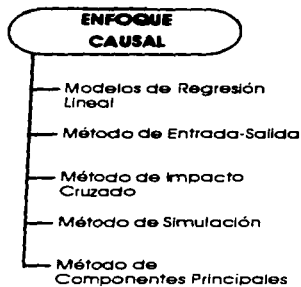 ENFOQUE
CAUSAL
Modelos de Regresión
Lineal
Método de Entrada-Salida
Método de Impacto
Cruzado
Método de Simulación
Método de
Componentes Principales